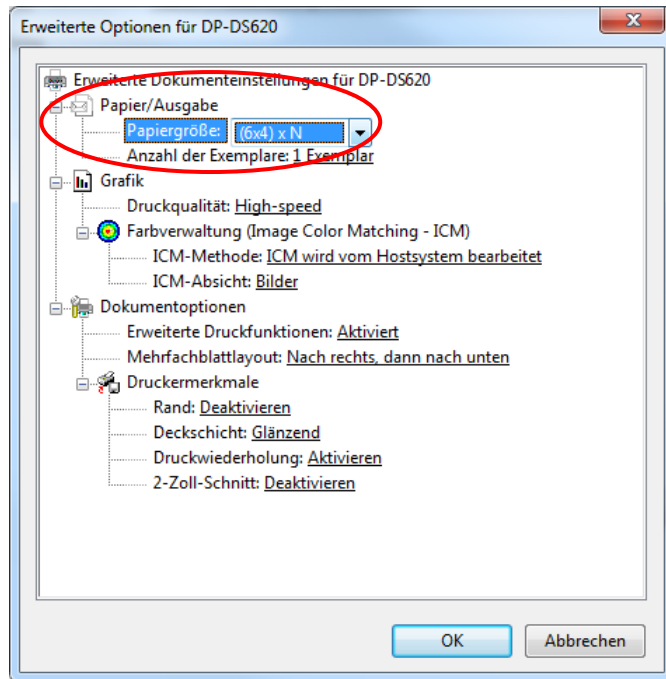 Erweiterte Optionen für DP-DS620
Erweiterte Dokumenteinstellungen für DP-DS620
Papier/Ausgabe
Papiergröße: (6x4) x N
Anzahl der Exemplare: 1 Exemplar
Grafik
Druckqualität: High-speed
Farbverwaltung (Image Color Matching - ICM)
ICM-Methode: ICM wird vom Hostsystem bearbeitet
ICM-Absicht: Bilder
Dokumentoptionen
Erweiterte Druckfunktionen: Aktiviert
Mehrfachblattlayout: Nach rechts, dann nach unten
Druckermerkmale
Rand: Deaktivieren
Deckschicht: Glänzend
Druckwiederholung: Aktivieren
2-Zoll-Schnitt: Deaktivieren
OK
Abbrechen